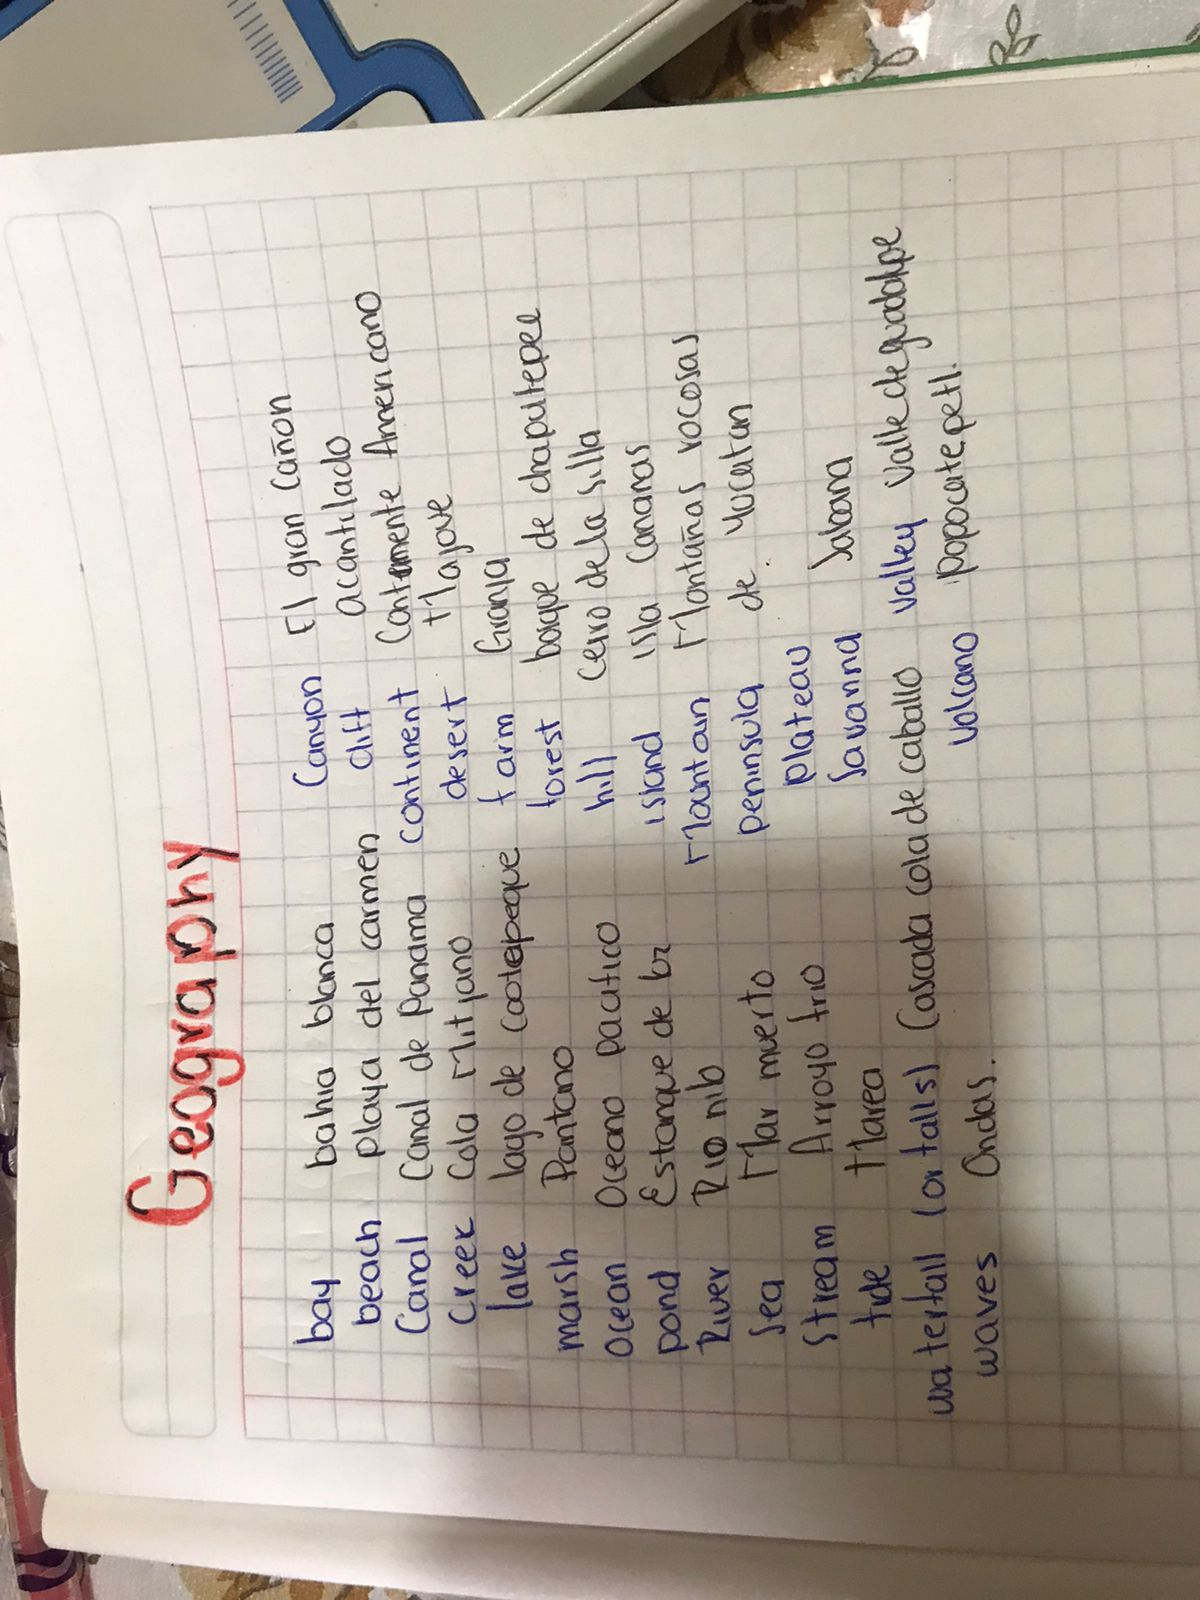 Geography
bay bahia blanca Canyon El gran Cañon
beach playa del carmen cliff acantilado
Canal Canal de Panama continent Continente Americano
Creek Cala Mitjano desert Majove
lake lago de Coatepeque farm Granja
marsh Pantano forest bosque de chapultepec
Ocean Oceano pacifico hill Cerro de la silla
pond Estanque de luz island isla Canarias
River Rio nilo Mountain Montañas rocosas
Sea Mar muerto peninsula de. Yucatan
Stream Arroyo frio plateau
tide Marea Savanna Sabana
waterfall (or falls) Cascada cola de caballo valley Valle de guadalupe
waves Ondas. volcano popocatepetl.